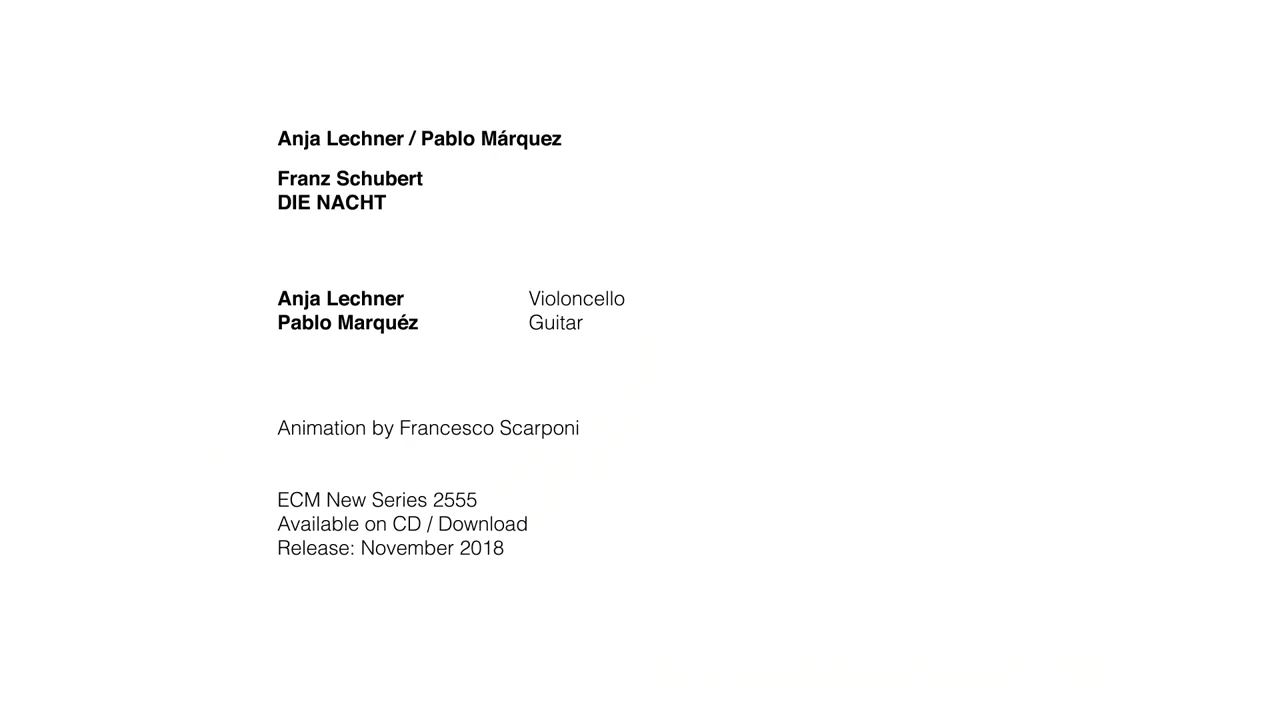 Anja Lechner / Pablo Márquez
Franz Schubert
DIE NACHT
Anja Lechner Violoncello
Pablo Marquéz Guitar
Animation by Francesco Scarponi
ECM New Series 2555
Available on CD / Download
Release: November 2018